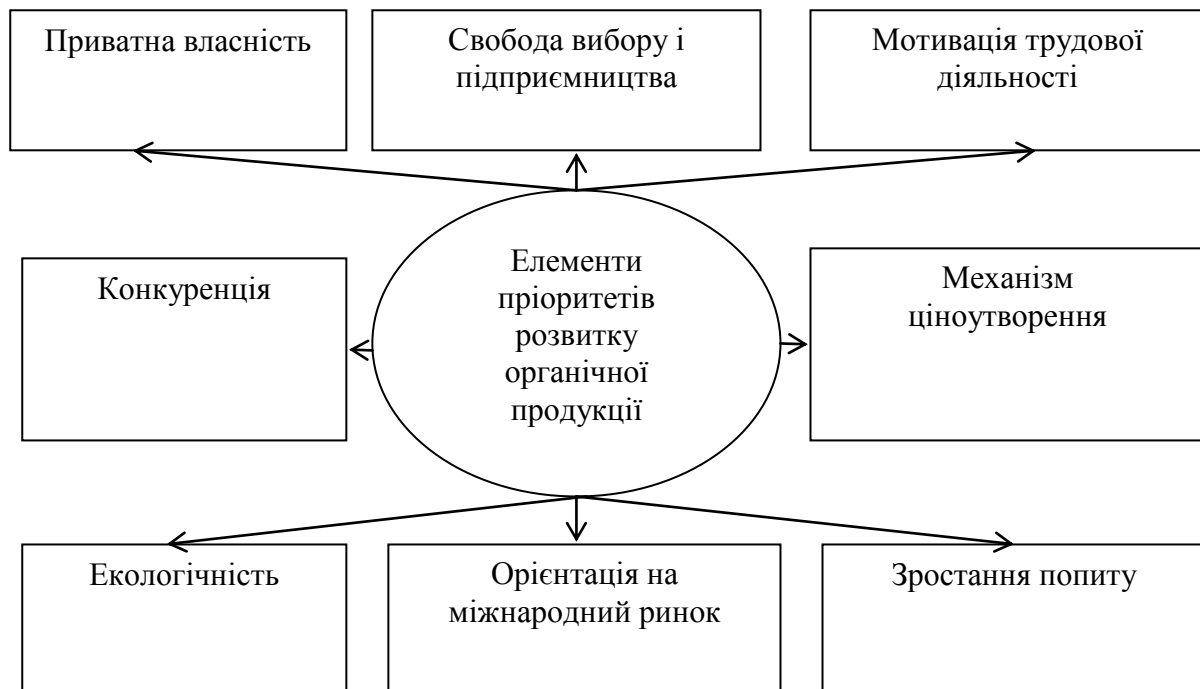 Приватна власність
Свобода вибору і
підприємництва
Мотивація трудової
діяльності
Конкуренція
Елементи
пріоритетів
розвитку
органічної
продукції
Механізм
ціноутворення
Екологічність
Орієнтація на
міжнародний ринок
Зростання попиту